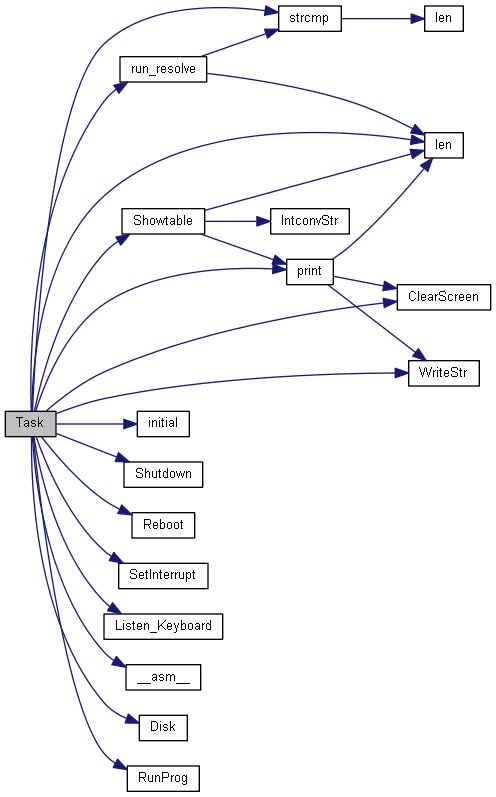 strcmp
len
run_resolve
len
Showtable
IntconvStr
print
ClearScreen
WriteStr
Task
initial
Shutdown
Reboot
SetInterrupt
Listen_Keyboard
__asm__
Disk
RunProg